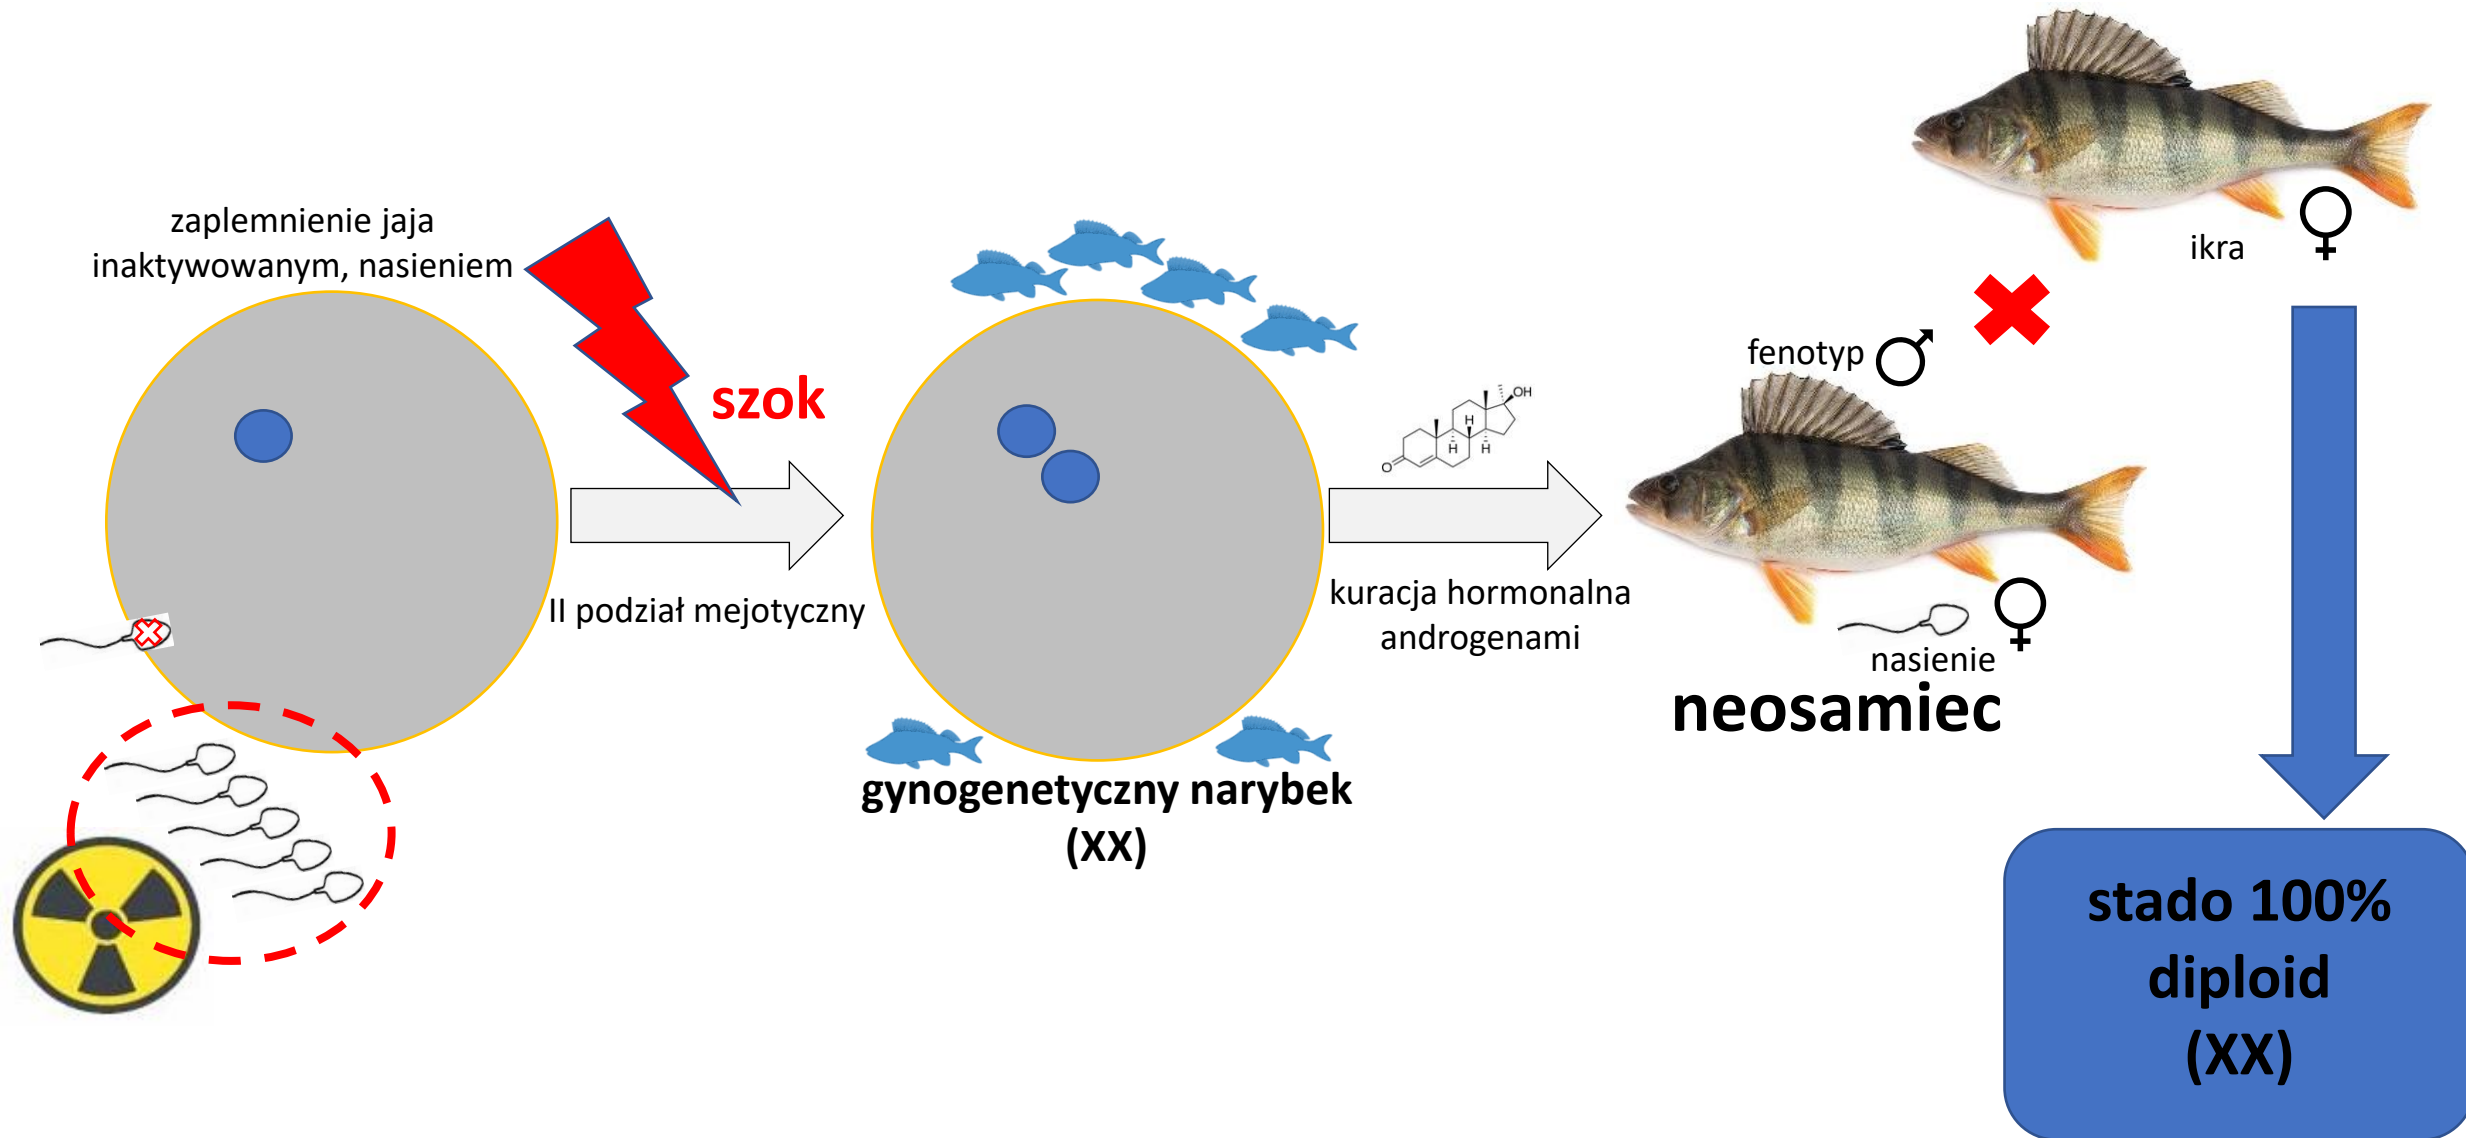 zaplemnienie jaja
inaktywowanym, nasieniem
szok
II podział mejotyczny
gynogenetyczny narybek
(XX)
OH
H
H
H
O
kuracja hormonalna
androgenami
ikra
fenotyp
nasienie
neosamiec
stado 100%
diploid
(XX)